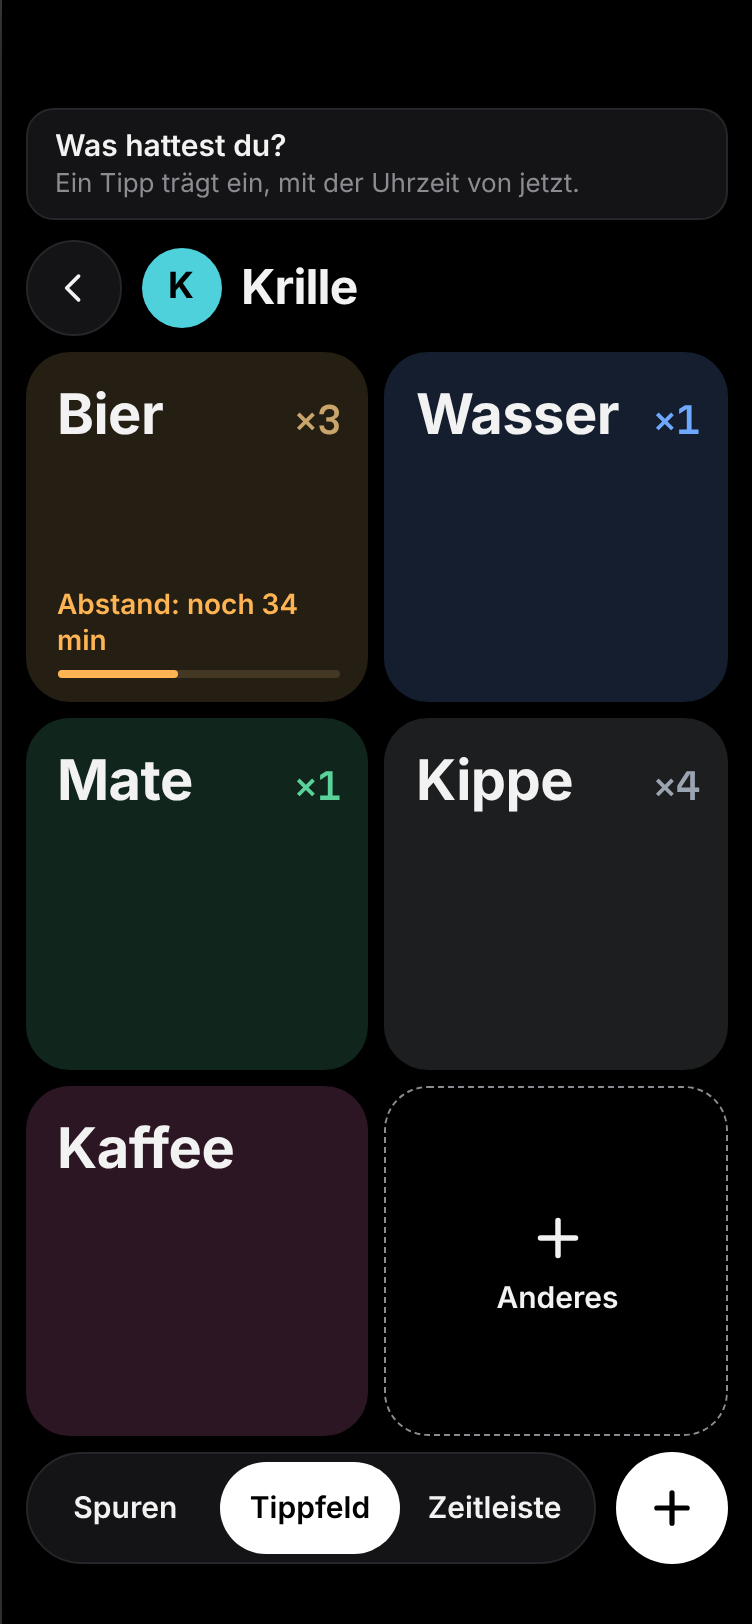 Was hattest du?
Ein Tipp trägt ein, mit der Uhrzeit von jetzt.
K Krille
Bier ×3
Abstand: noch 34
min
Wasser ×1
Mate ×1
Kippe ×4
Kaffee
Anderes
Spuren Tippfeld Zeitleiste